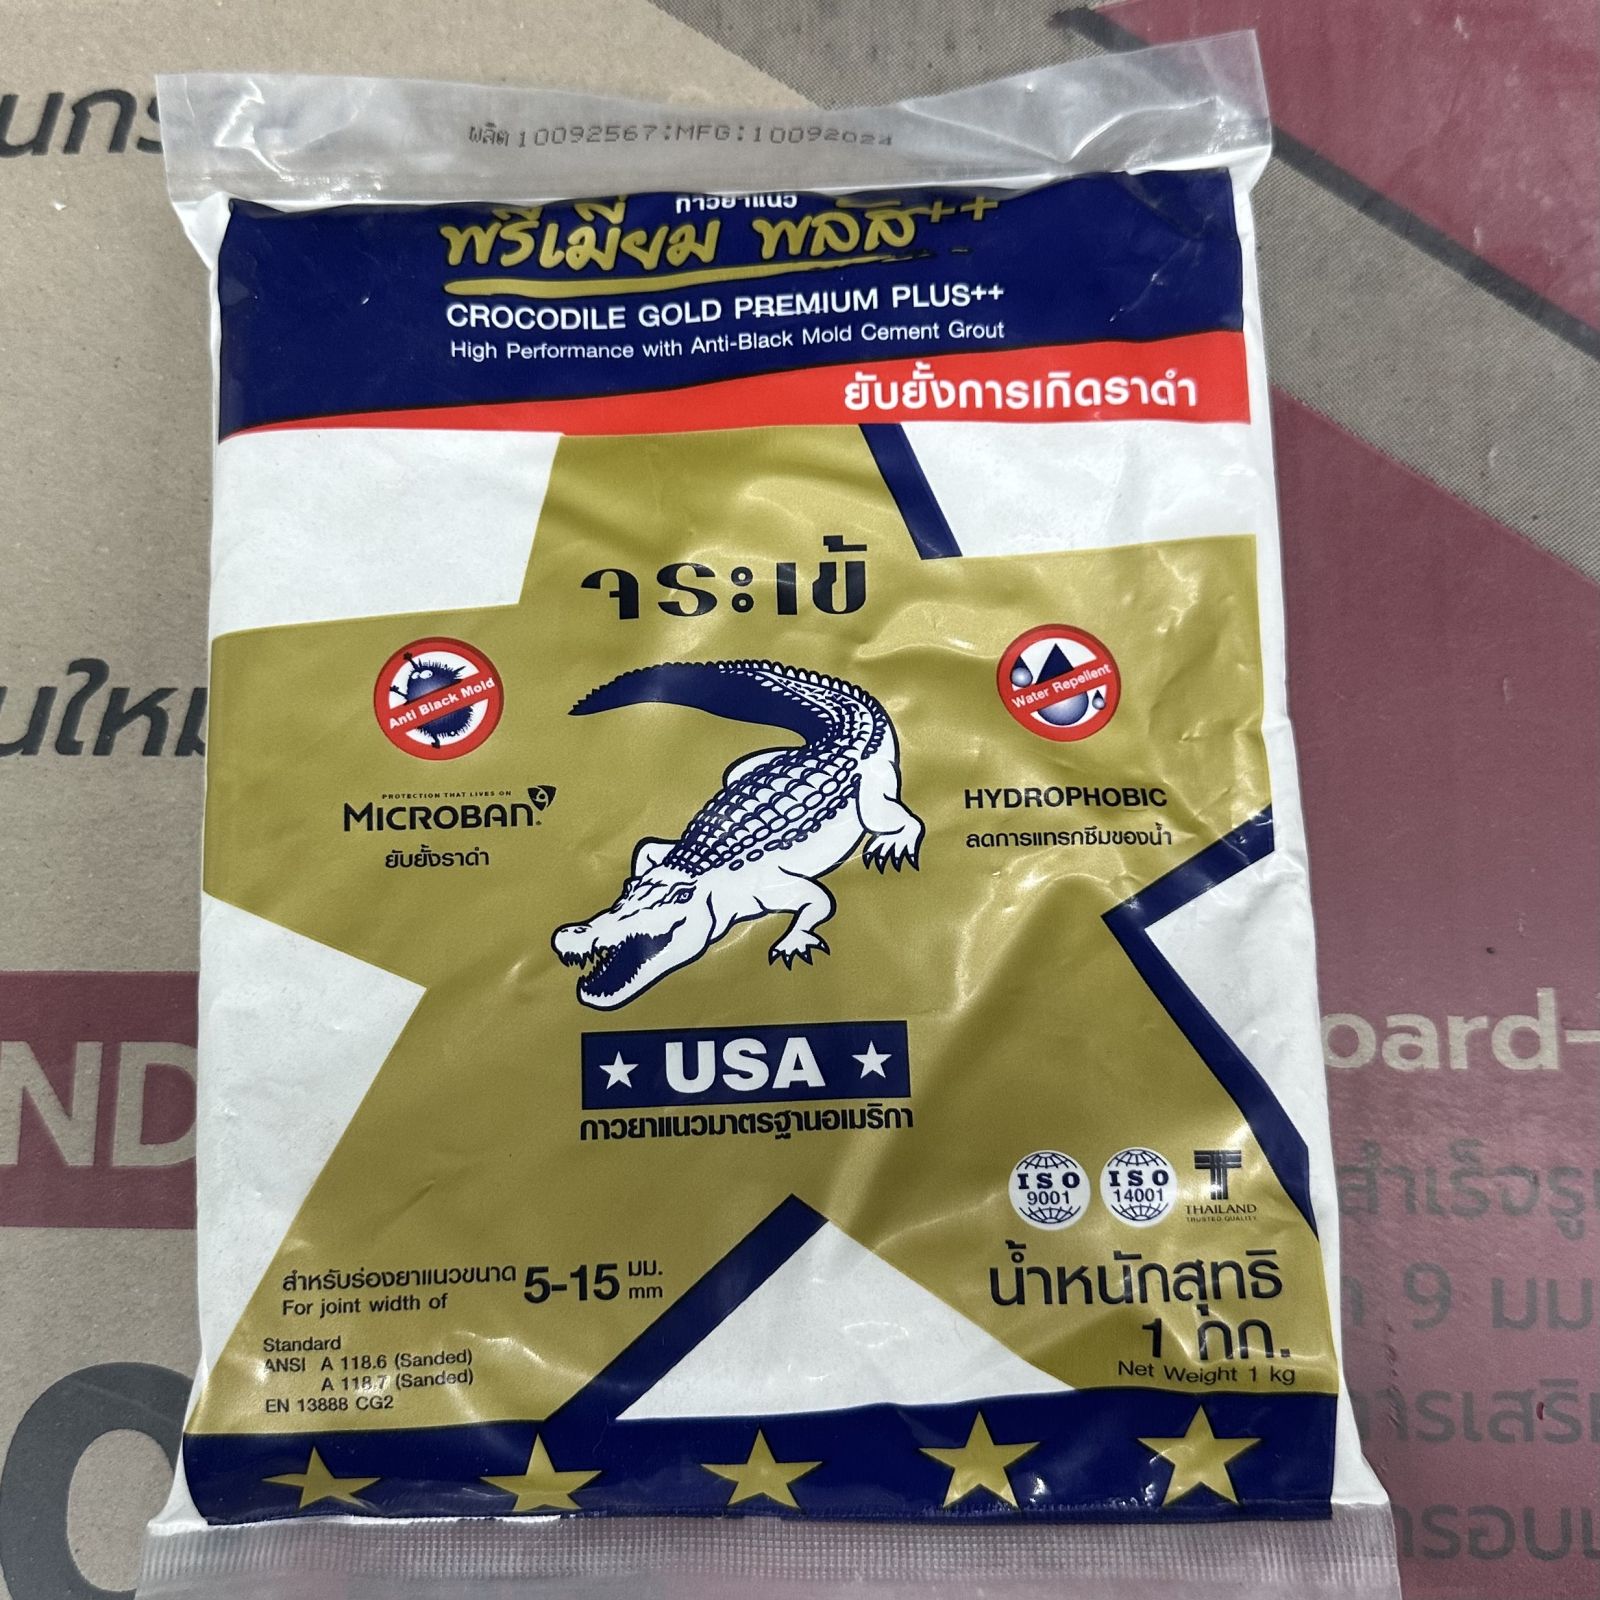 ผลิต10092567:MFG:10092024
กาวยาแนว
พรีเมี่ยม พลัส++
CROCODILE GOLD PREMIUM PLUS++
High Performance with Anti-Black Mold Cement Grout
ยับยั้งการเกิดราดำ
จระเข้
Anti Black Mold
Water Repellent
PROTECTION THAT LIVES ON
MICROBAN
ยับยั้งราดำ
HYDROPHOBIC
ลดการแทรกซึมของน้ำ
USA
กาวยาแนวมาตรฐานอเมริกา
ISO 9001
ISO 14001
THAILAND
TRUSTED QUALITY
สำหรับร่องยาแนวขนาด 5-15 มม.
For joint width of mm
น้ำหนักสุทธิ
1 กก.
Net Weight 1 kg
Standard
ANSI A 118.6 (Sanded)
A 118.7 (Sanded)
EN 13888 CG2
ND
oard-
สำเร็จรู
9 มม